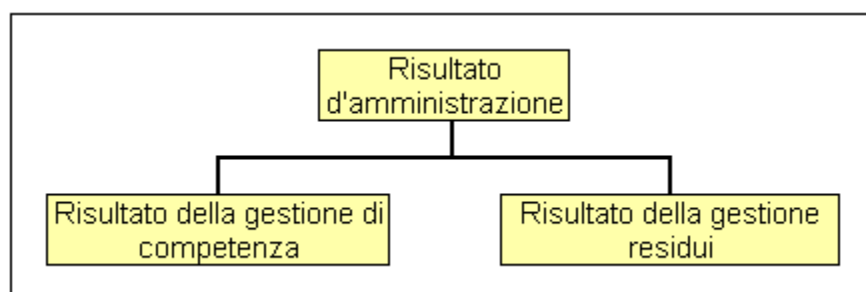 Risultato
d'amministrazione
Risultato della gestione di
competenza
Risultato della gestione
residui